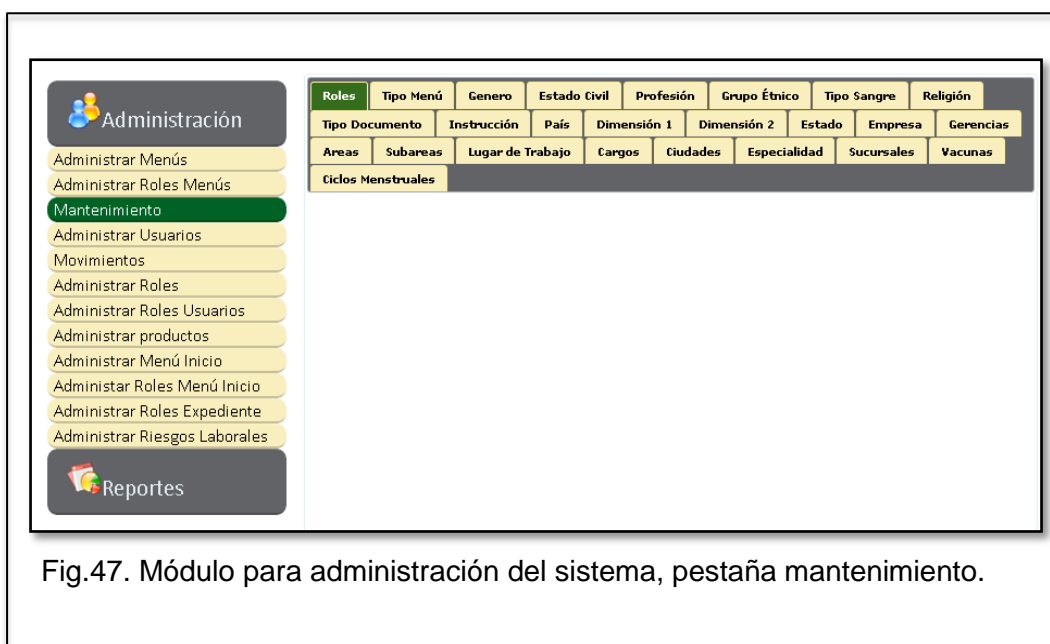 Administración
Administrar Menús
Administrar Roles Menús
Mantenimiento
Administrar Usuarios
Movimientos
Administrar Roles
Administrar Roles Usuarios
Administrar productos
Administrar Menú Inicio
Administar Roles Menú Inicio
Administrar Roles Expediente
Administrar Riesgos Laborales
Reportes
Roles Tipo Menú Genero Estado Civil Profesión Grupo Étnico Tipo Sangre Religión
Tipo Documento Instrucción País Dimensión 1 Dimensión 2 Estado Empresa Gerencias
Areas Subareas Lugar de Trabajo Cargos Ciudades Especialidad Sucursales Vacunas
Ciclos Menstruales
Fig.47. Módulo para administración del sistema, pestaña mantenimiento.